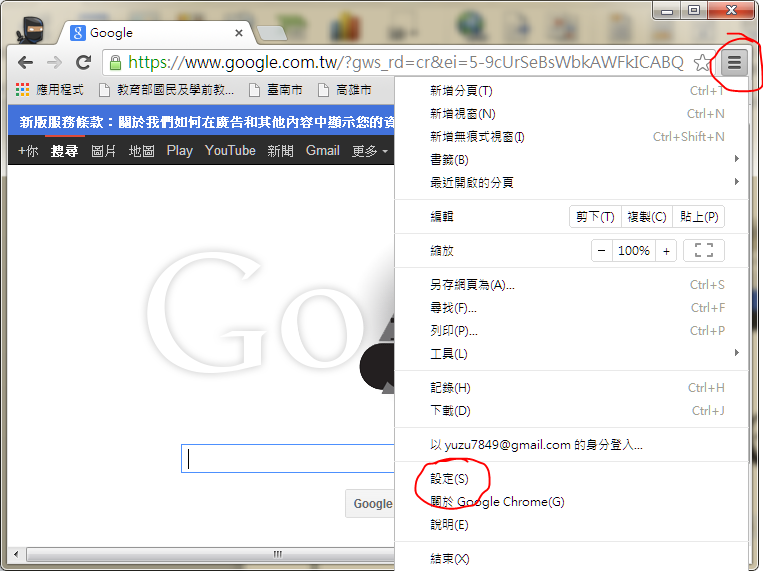 Google
https://www.google.com.tw/?gws_rd=cr&ei=5-9cUrSeBsWbkAWFkICABQ
應用程式 教育部國民及學前教... 臺南市 高雄市
新版服務條款：關於我們如何在廣告和其他內容中顯示您的資
+你 搜尋 圖片 地圖 Play YouTube 新聞 Gmail 更多
Goo
Google
新增分頁(T) Ctrl+T
新增視窗(N) Ctrl+N
新增無痕式視窗(I) Ctrl+Shift+N
書籤(B)
最近開啟的分頁
編輯 剪下(T) 複製(C) 貼上(P)
縮放 − 100% +
另存網頁為(A)... Ctrl+S
尋找(F)... Ctrl+F
列印(P)... Ctrl+P
工具(L)
記錄(H) Ctrl+H
下載(D) Ctrl+J
以 yuzu7849@gmail.com 的身分登入...
設定(S)
關於 Google Chrome(G)
說明(E)
結束(X)